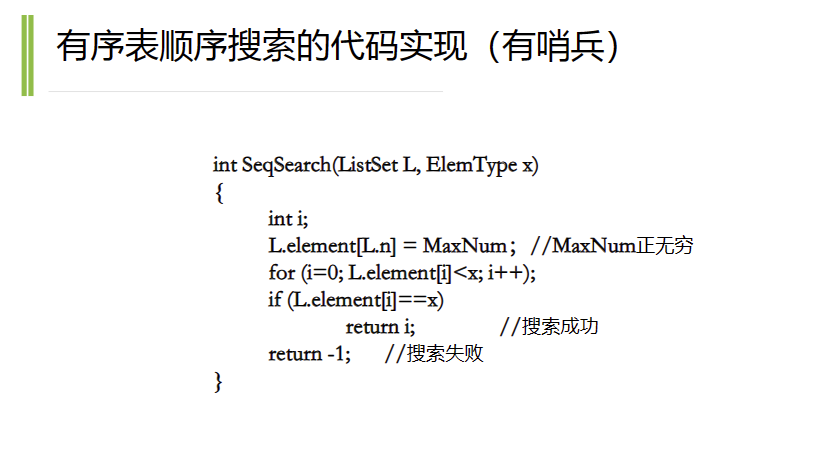 有序表顺序搜索的代码实现（有哨兵）
int SeqSearch(ListSet L, ElemType x)
{
int i;
L.element[L.n] = MaxNum； //MaxNum正无穷
for (i=0; L.element[i]<x; i++);
if (L.element[i]==x)
return i; //搜索成功
return -1; //搜索失败
}